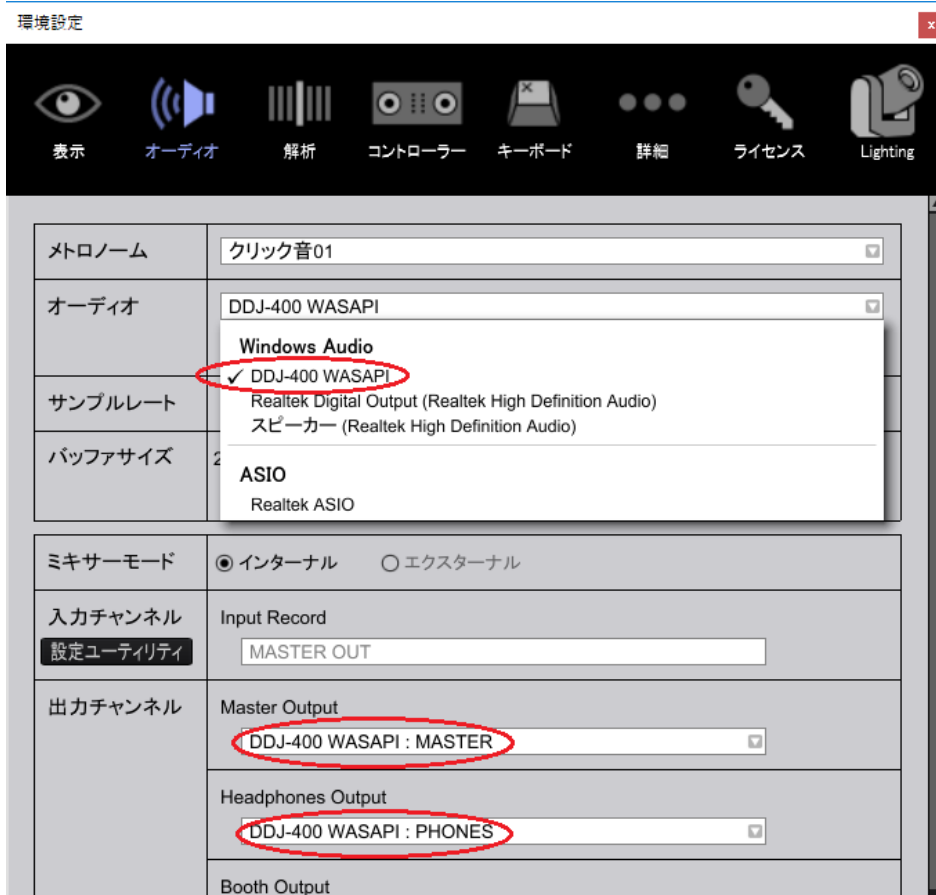 環境設定
x
表示
オーディオ
解析
コントローラー
キーボード
詳細
ライセンス
Lighting
メトロノーム
クリック音01
オーディオ
DDJ-400 WASAPI
Windows Audio
✓ DDJ-400 WASAPI
Realtek Digital Output (Realtek High Definition Audio)
スピーカー (Realtek High Definition Audio)
サンプルレート
バッファサイズ
2
ASIO
Realtek ASIO
ミキサーモード
インターナル
エクスターナル
入力チャンネル
設定ユーティリティ
Input Record
MASTER OUT
出力チャンネル
Master Output
DDJ-400 WASAPI : MASTER
Headphones Output
DDJ-400 WASAPI : PHONES
Booth Output